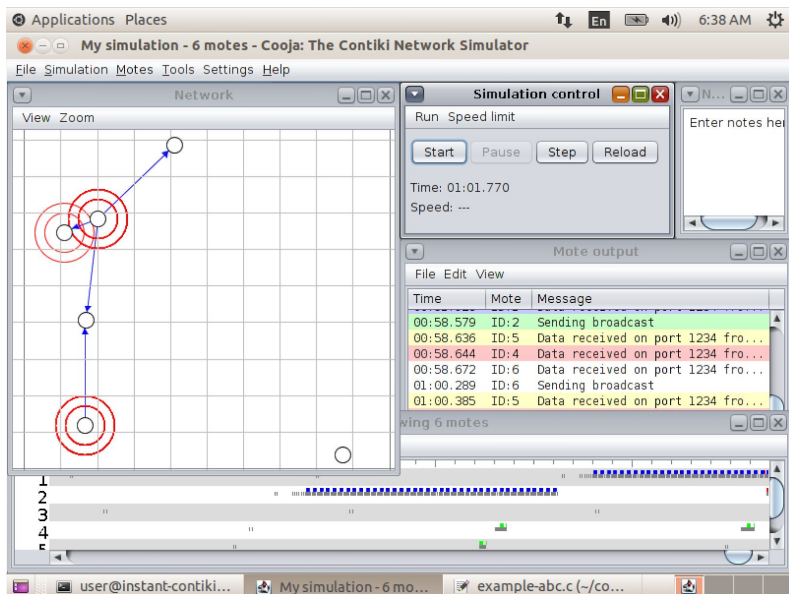 Applications Places En 6:38 AM
My simulation - 6 motes - Cooja: The Contiki Network Simulator
File Simulation Motes Tools Settings Help
Network
View Zoom
Simulation control
Run Speed limit
Start Pause Step Reload
Time: 01:01.770
Speed: ---
N...
Enter notes her
Mote output
File Edit View
Time Mote Message
00:58.579 ID:2 Sending broadcast
00:58.636 ID:5 Data received on port 1234 fro...
00:58.644 ID:4 Data received on port 1234 fro...
00:58.672 ID:6 Data received on port 1234 fro...
01:00.289 ID:6 Sending broadcast
01:00.385 ID:5 Data received on port 1234 fro...
wing 6 motes
1
2
3
4
user@instant-contiki... My simulation - 6 mo... example-abc.c (~/co...